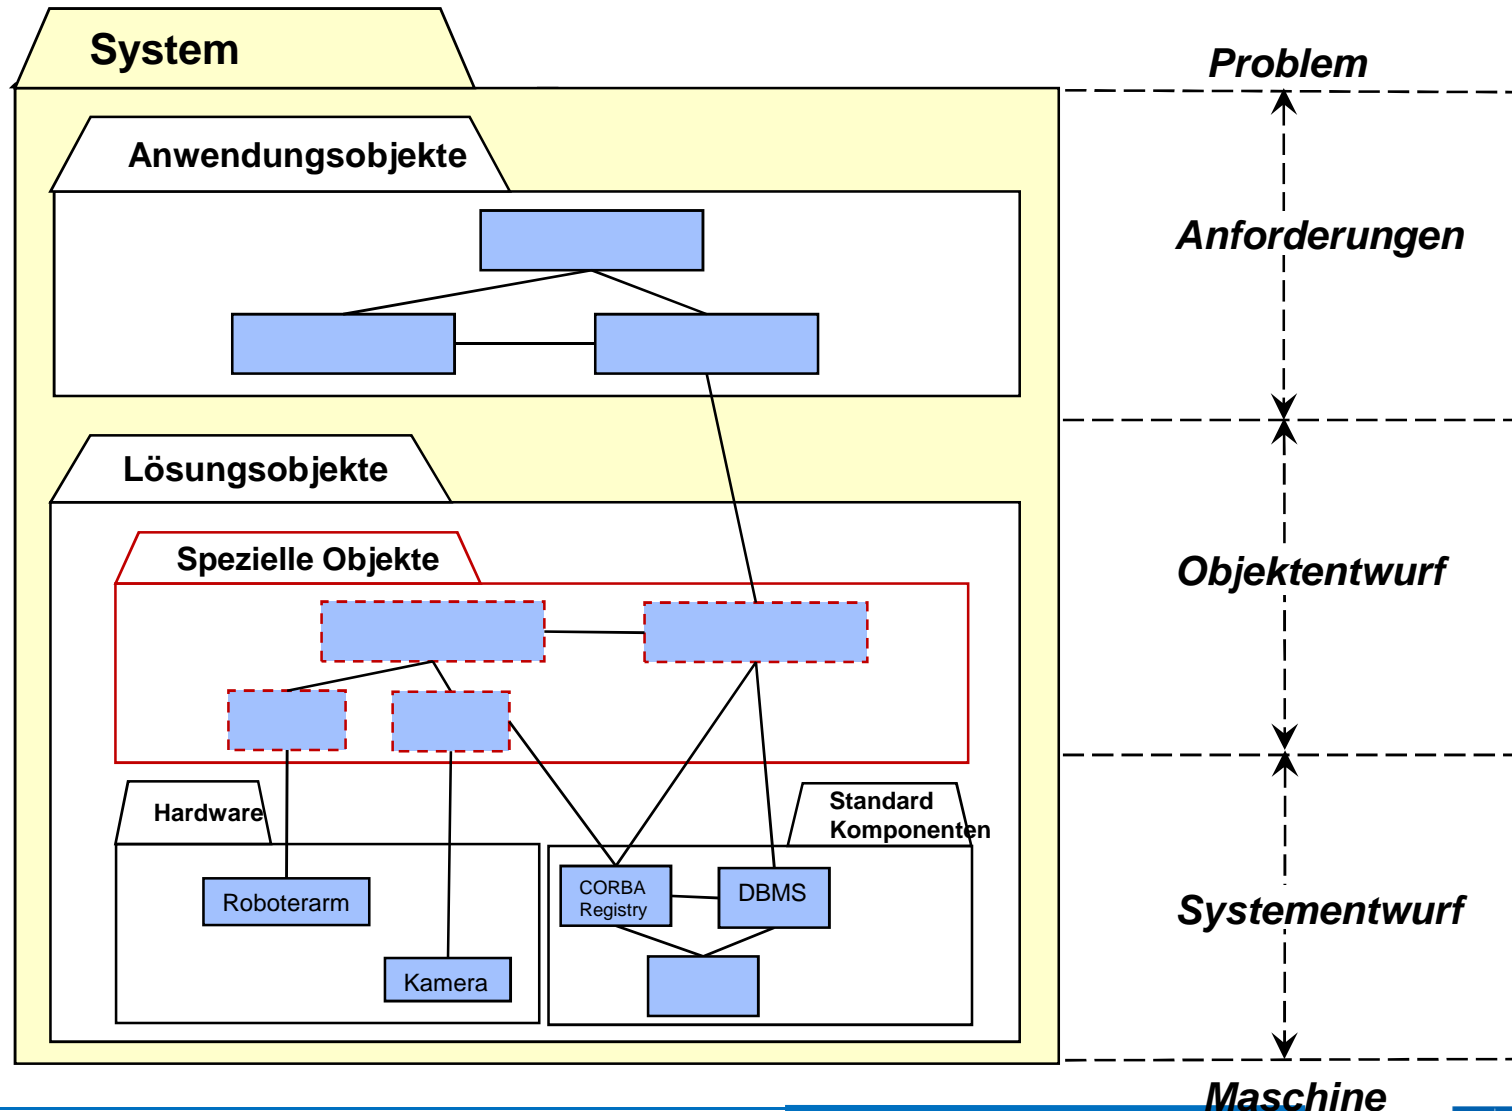 System
Problem
Anwendungsobjekte
Anforderungen
Lösungsobjekte
Spezielle Objekte
Objektentwurf
Hardware
Standard
Komponenten
Roboterarm
CORBA
Registry
DBMS
Systementwurf
Kamera
Maschine